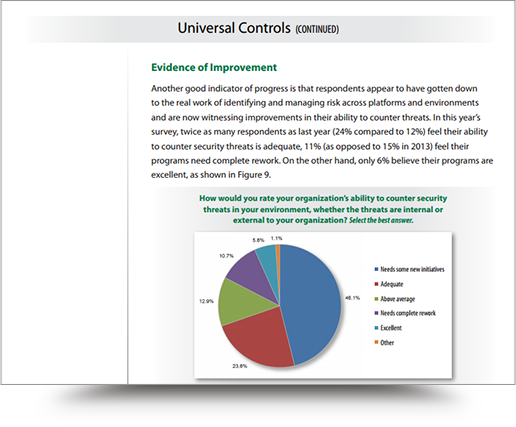 Universal Controls (CONTINUED)
Evidence of Improvement
Another good indicator of progress is that respondents appear to have gotten down
to the real work of identifying and managing risk across platforms and environments
and are now witnessing improvements in their ability to counter threats. In this year's
survey, twice as many respondents as last year (24% compared to 12%) feel their ability
to counter security threats is adequate, 11% (as opposed to 15% in 2013) feel their
programs need complete rework. On the other hand, only 6% believe their programs are
excellent, as shown in Figure 9.
How would you rate your organization's ability to counter security
threats in your environment, whether the threats are internal or
external to your organization? Select the best answer.
1.1%
5.8%
10.7%
12.9%
23.6%
46.1%
Needs some new initiatives
Adequate
Above average
Needs complete rework
Excellent
Other